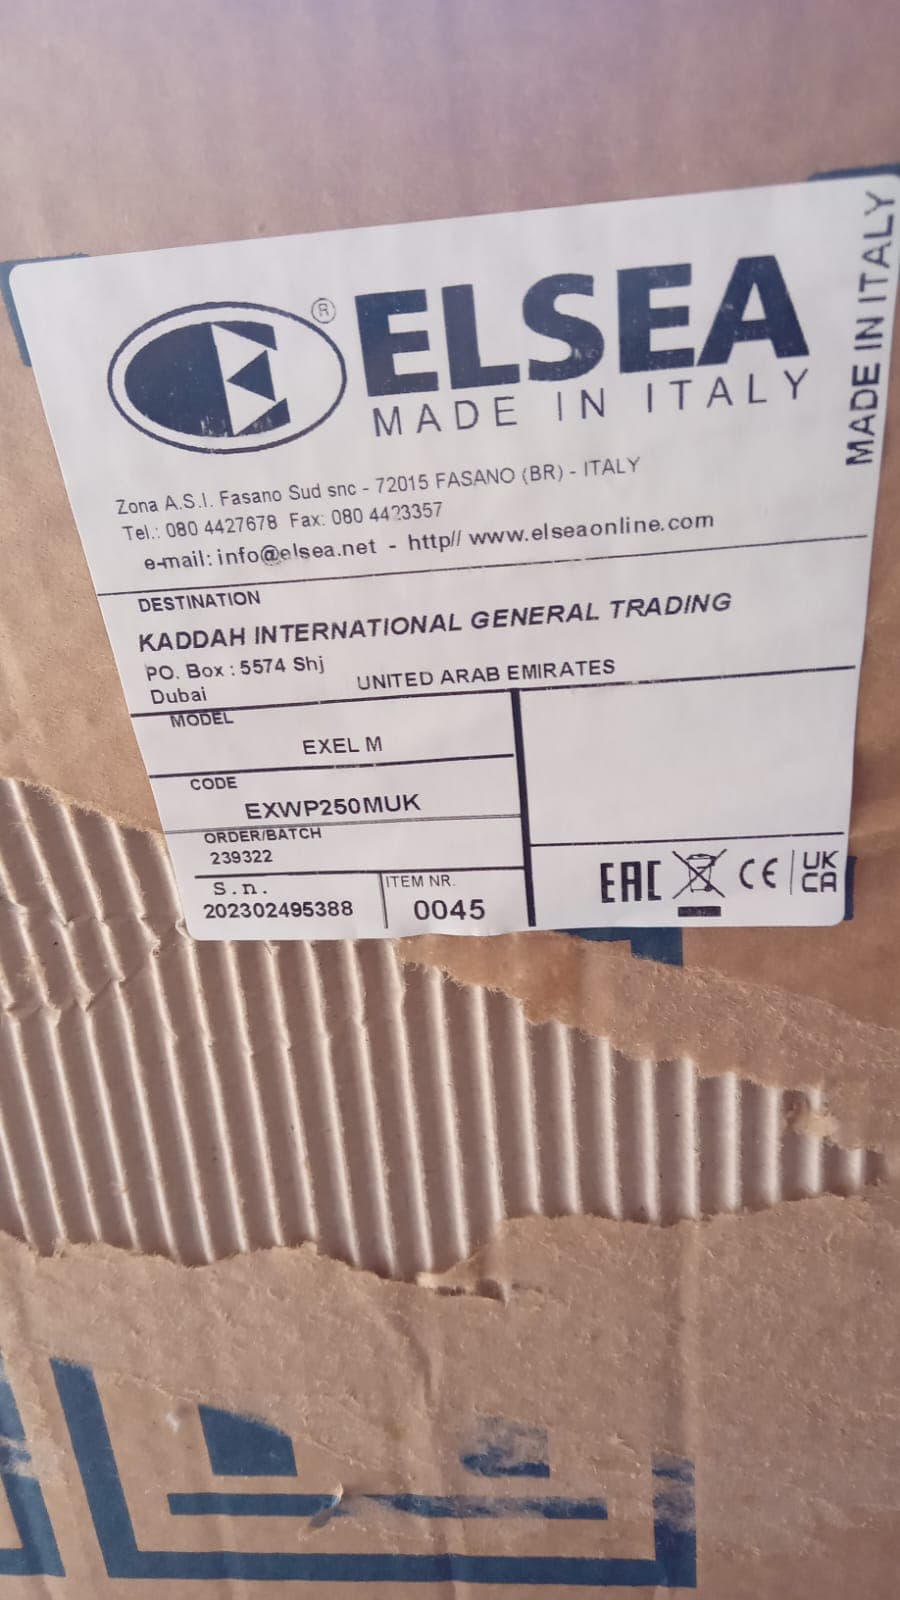 ® ELSEA
MADE IN ITALY
MADE IN ITALY
Zona A.S.I. Fasano Sud snc - 72015 FASANO (BR) - ITALY
Tel.: 080 4427678 Fax: 080 4423357
e-mail: info@elsea.net - http// www.elseaonline.com
DESTINATION
KADDAH INTERNATIONAL GENERAL TRADING
PO. Box : 5574 Shj
Dubai UNITED ARAB EMIRATES
MODEL
EXEL M
CODE
EXWP250MUK
ORDER/BATCH
239322
S.n.
202302495388
ITEM NR.
0045
EAC CE UK
CA